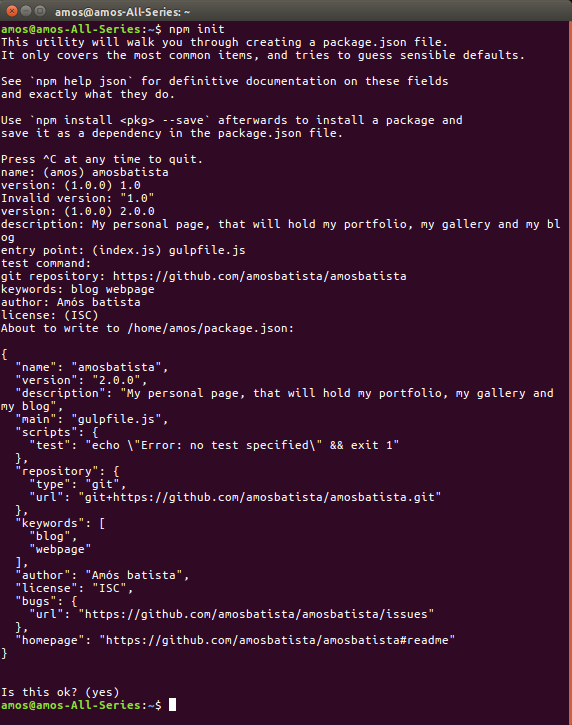 amos@amos-All-Series: ~
amos@amos-All-Series:~$ npm init
This utility will walk you through creating a package.json file.
It only covers the most common items, and tries to guess sensible defaults.

See `npm help json` for definitive documentation on these fields
and exactly what they do.

Use `npm install <pkg> --save` afterwards to install a package and
save it as a dependency in the package.json file.

Press ^C at any time to quit.
name: (amos) amosbatista
version: (1.0.0) 1.0
Invalid version: "1.0"
version: (1.0.0) 2.0.0
description: My personal page, that will hold my portfolio, my gallery and my bl
og
entry point: (index.js) gulpfile.js
test command:
git repository: https://github.com/amosbatista/amosbatista
keywords: blog webpage
author: Amós batista
license: (ISC)
About to write to /home/amos/package.json:

{
  "name": "amosbatista",
  "version": "2.0.0",
  "description": "My personal page, that will hold my portfolio, my gallery and
my blog",
  "main": "gulpfile.js",
  "scripts": {
    "test": "echo \"Error: no test specified\" && exit 1"
  },
  "repository": {
    "type": "git",
    "url": "git+https://github.com/amosbatista/amosbatista.git"
  },
  "keywords": [
    "blog",
    "webpage"
  ],
  "author": "Amós batista",
  "license": "ISC",
  "bugs": {
    "url": "https://github.com/amosbatista/amosbatista/issues"
  },
  "homepage": "https://github.com/amosbatista/amosbatista#readme"
}

Is this ok? (yes)
amos@amos-All-Series:~$